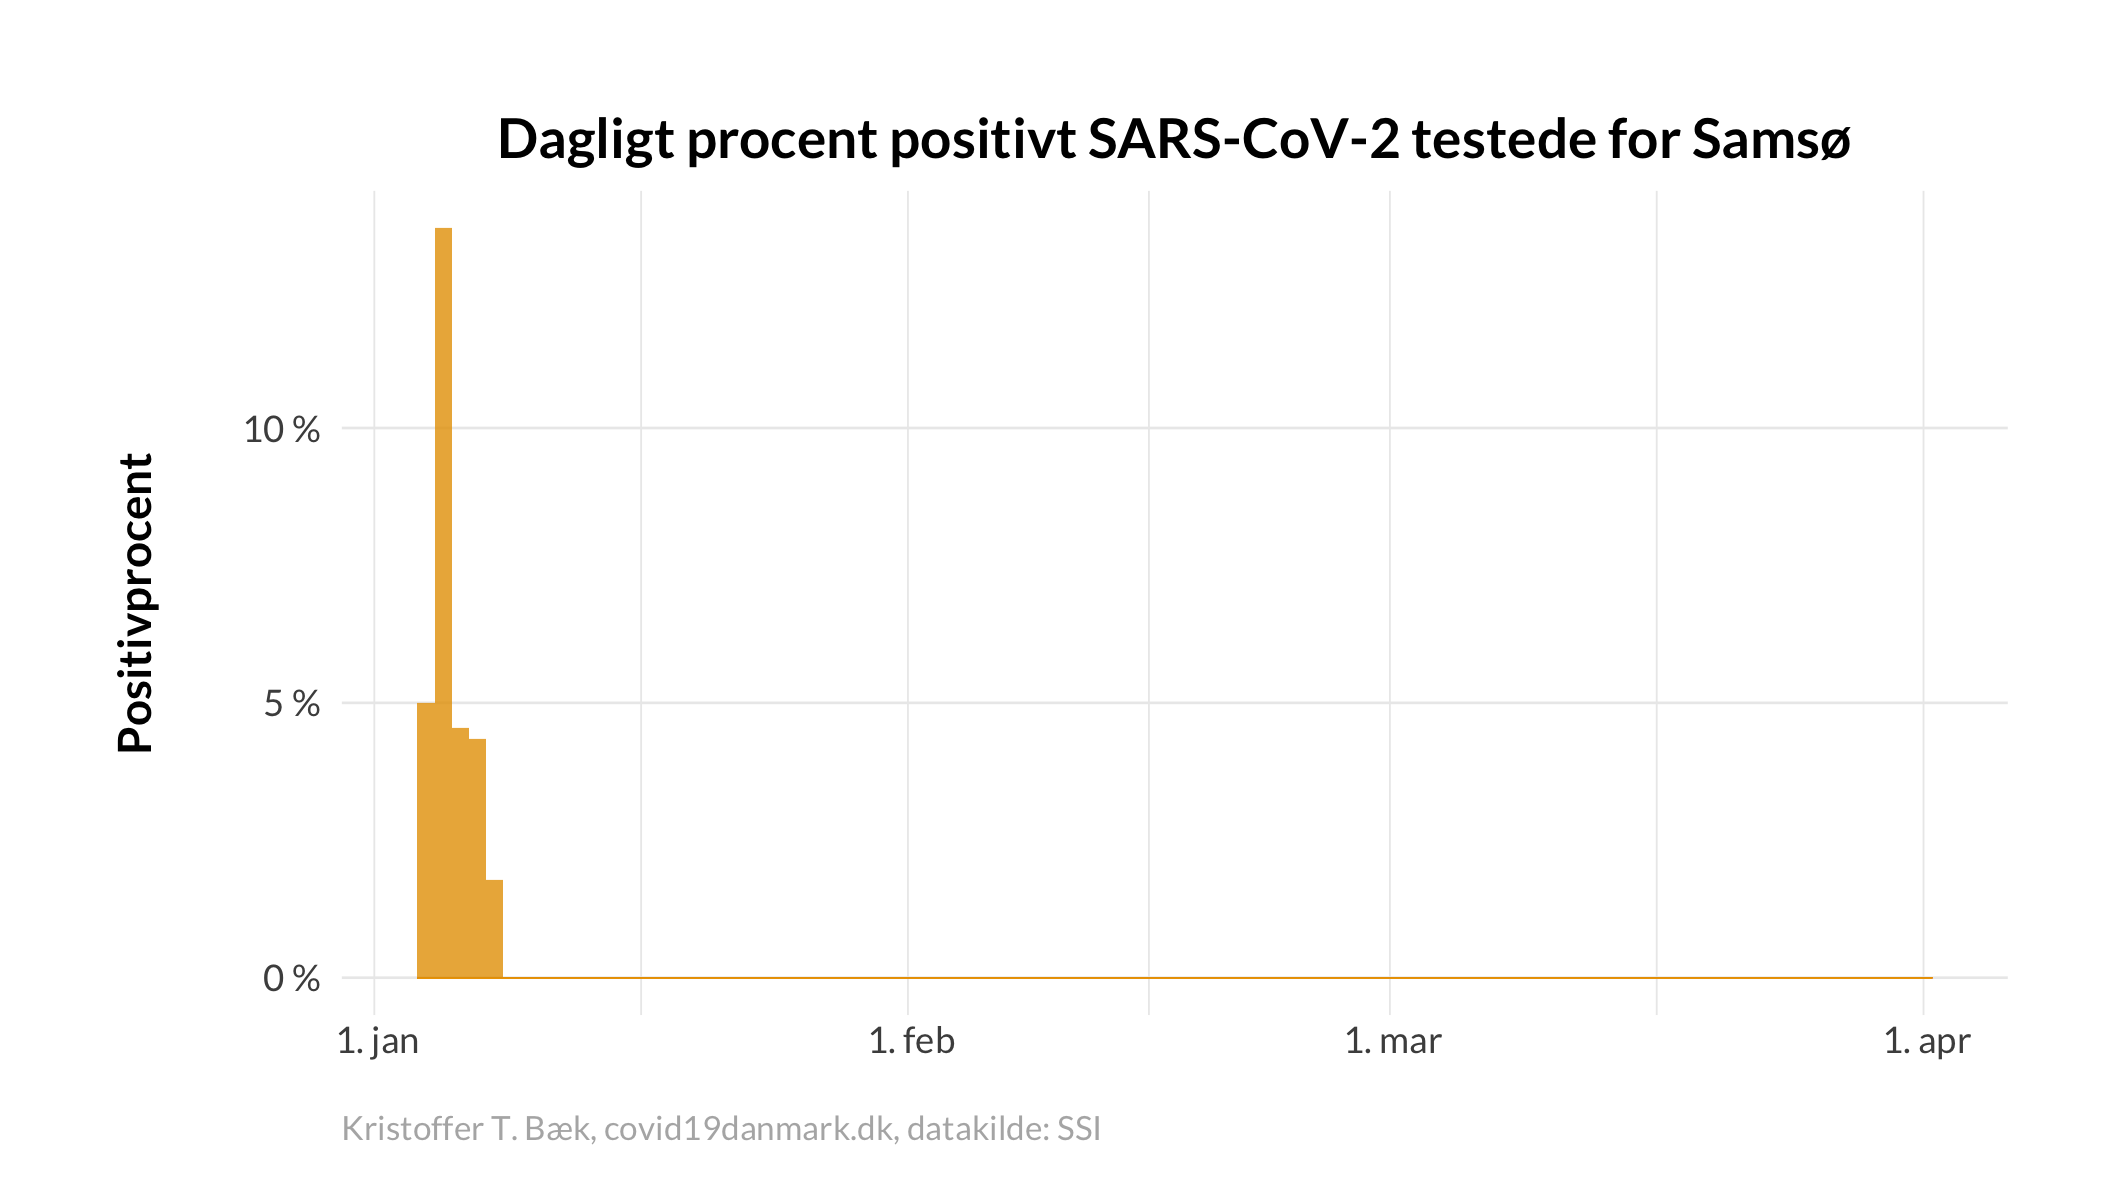 Dagligt procent positivt SARS-CoV-2 testede for Samsø
Positivprocent
10 %
5 %
0 %
1. jan
1. feb
1. mar
1. apr
Kristoffer T. Bæk, covid19danmark.dk, datakilde: SSI